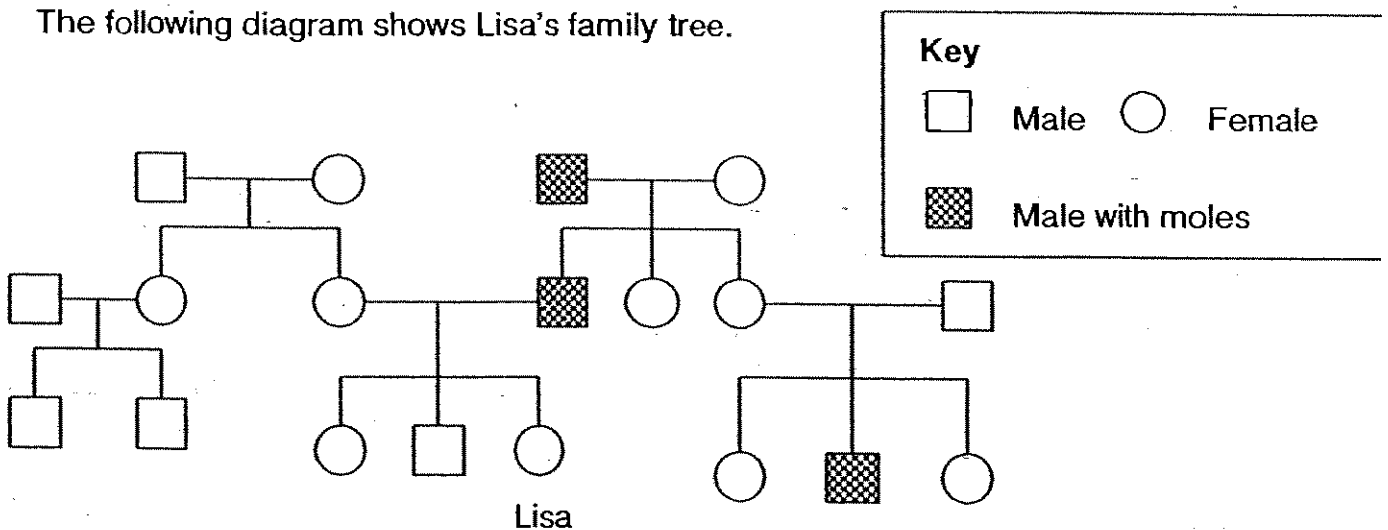 The following diagram shows Lisa's family tree.
Key
Male Female
Male with moles
Lisa